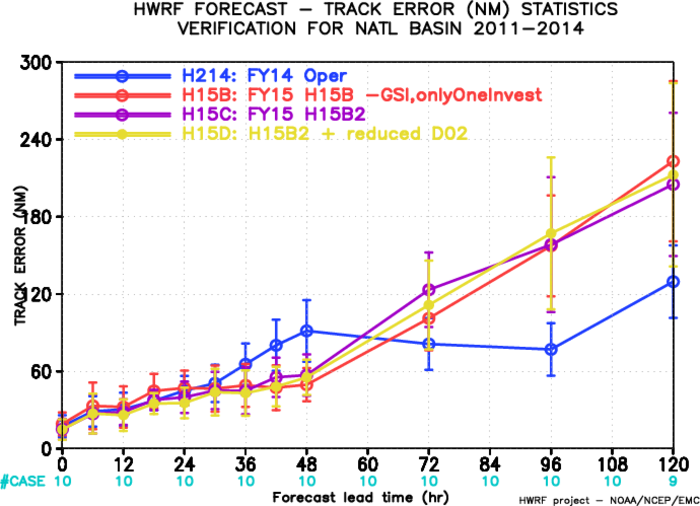 HWRF FORECAST - TRACK ERROR (NM) STATISTICS
VERIFICATION FOR NATL BASIN 2011-2014
H214: FY14 Oper
H15B: FY15 H15B -GSI,onlyOneInvest
H15C: FY15 H15B2
H15D: H15B2 + reduced D02
TRACK ERROR (NM)
300
240
180
120
60
0
0 12 24 36 48 60 72 84 96 108 120
#CASE 10 10 10 10 10 10 10 10 10 10 9
Forecast lead time (hr)
HWRF project - NOAA/NCEP/EMC